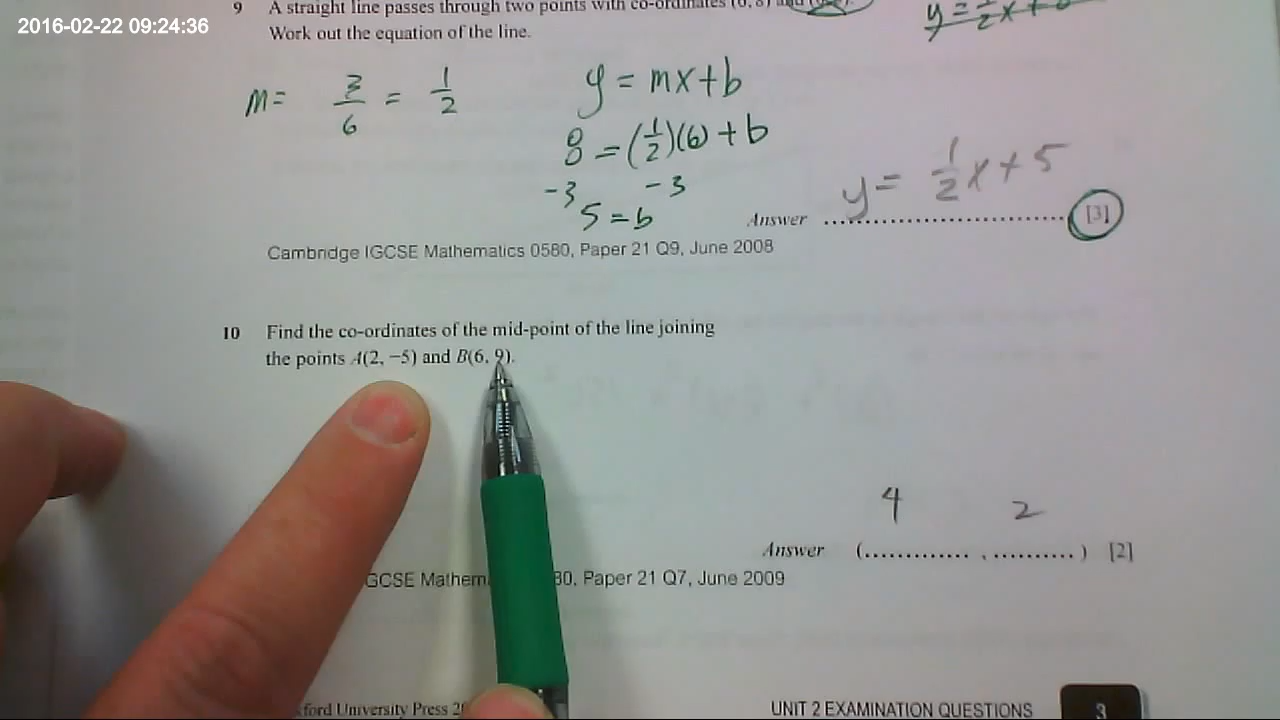 2016-02-22 09:24:36
9 A straight line passes through two points with co-ordinates (6, 8) and
Work out the equation of the line.
y = 1/2 x +
m = 3/6 = 1/2
y = mx + b
8 = (1/2)(6) + b
-3 -3
5 = b
y = 1/2 x + 5
Answer ........................................ [3]
Cambridge IGCSE Mathematics 0580, Paper 21 Q9, June 2008
10 Find the co-ordinates of the mid-point of the line joining
the points A(2, −5) and B(6, 9).
4 2
Answer (............. , ..........) [2]
GCSE Mathem 80, Paper 21 Q7, June 2009
ford University Press 2
UNIT 2 EXAMINATION QUESTIONS 3